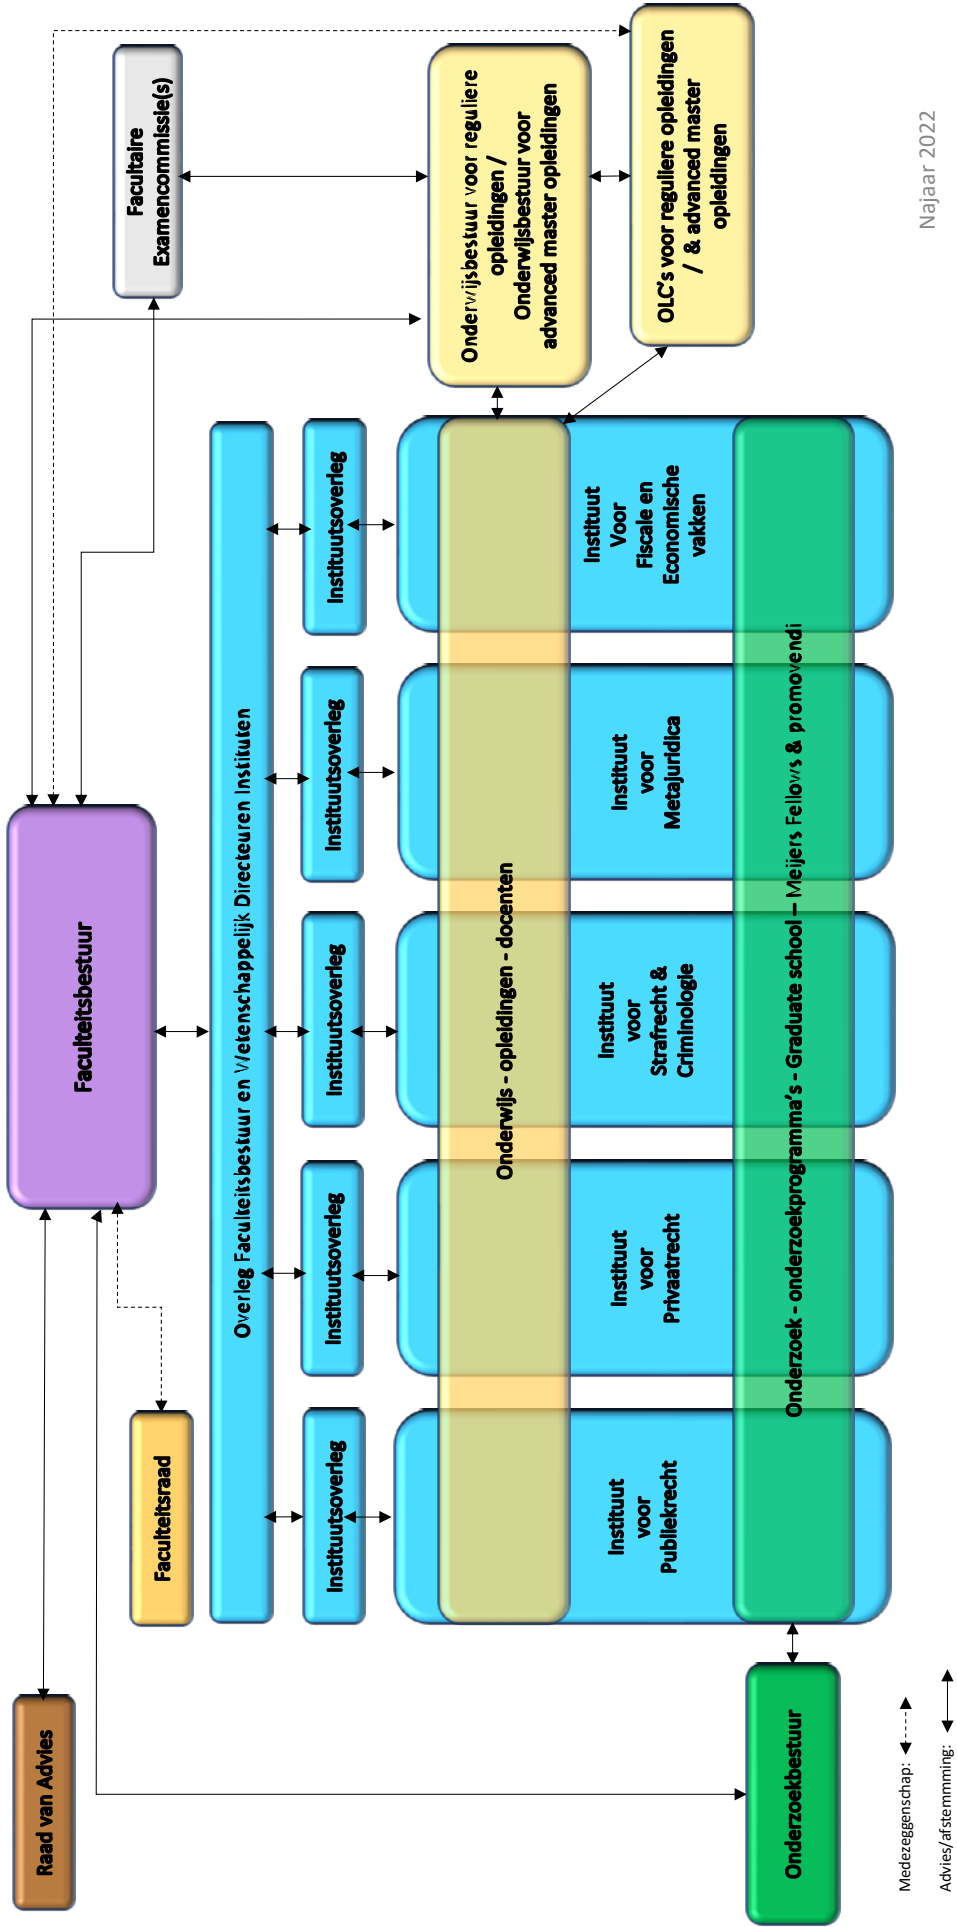 Raad van Advies
Faculteitsbestuur
Faculteitsraad
Facultaire
Examencommissie(s)
Overleg Faculteitsbestuur en Wetenschappelijk Directeuren Instituten
Instituutsoverleg
Instituutsoverleg
Instituutsoverleg
Instituutsoverleg
Instituutsoverleg
Onderwijsbestuur voor reguliere
opleidingen /
Onderwijsbestuur voor
advanced master opleidingen
Onderwijs - opleidingen - docenten
Instituut
voor
Publiekrecht
Instituut
voor
Privaatrecht
Instituut
voor
Strafrecht &
Criminologie
Instituut
voor
Metajuridica
Instituut
Voor
Fiscale en
Economische
vakken
OLC's voor reguliere opleidingen
/ & advanced master
opleidingen
Onderzoekbestuur
Onderzoek - onderzoekprogramma's - Graduate school – Meijers Fellows & promovendi
Medezeggenschap:
Advies/afstemmming:
Najaar 2022